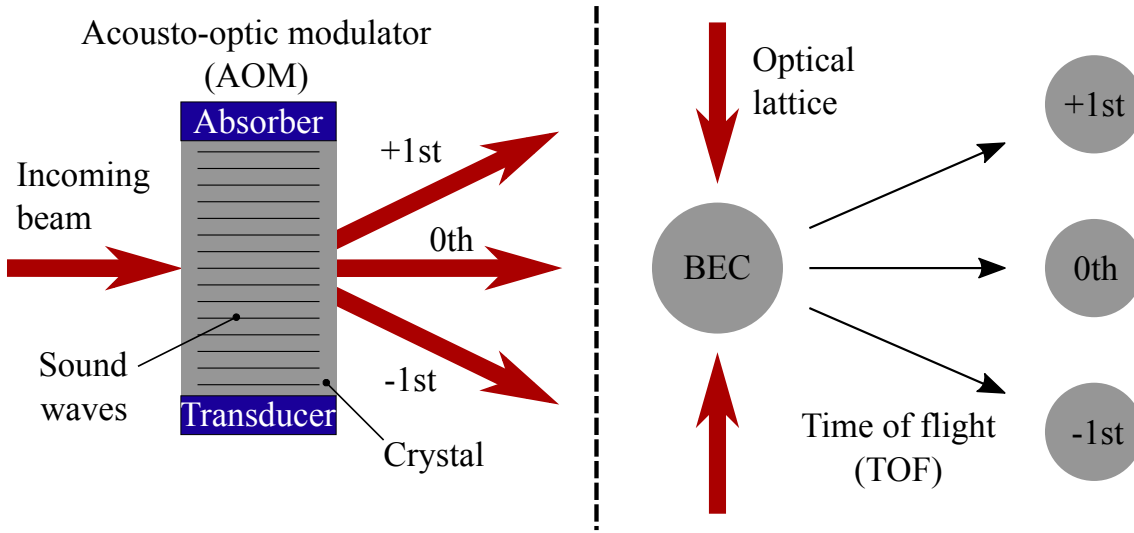 Acousto-optic modulator
(AOM)
Absorber
Incoming
beam
+1st
0th
-1st
Sound
waves
Transducer
Crystal
Optical
lattice
BEC
+1st
0th
-1st
Time of flight
(TOF)